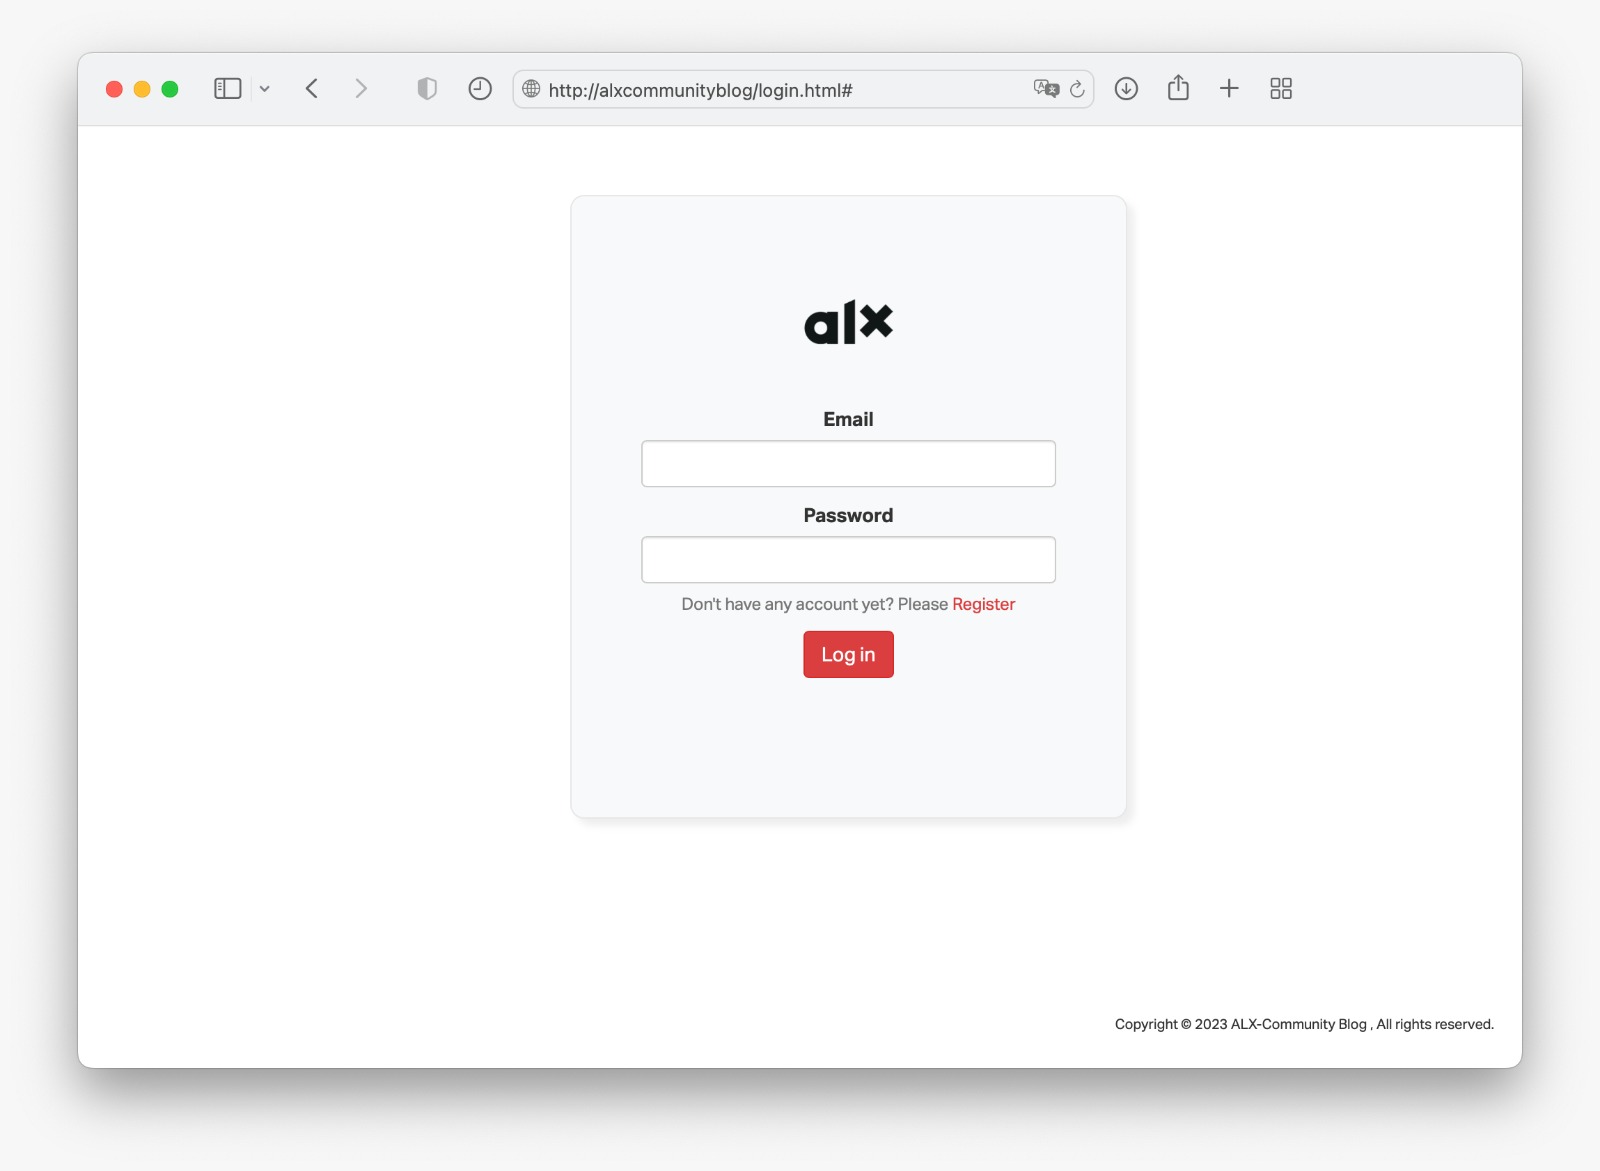 http://alxcommunityblog/login.html#
alx
Email
Password
Don't have any account yet? Please Register
Log in
Copyright © 2023 ALX-Community Blog , All rights reserved.